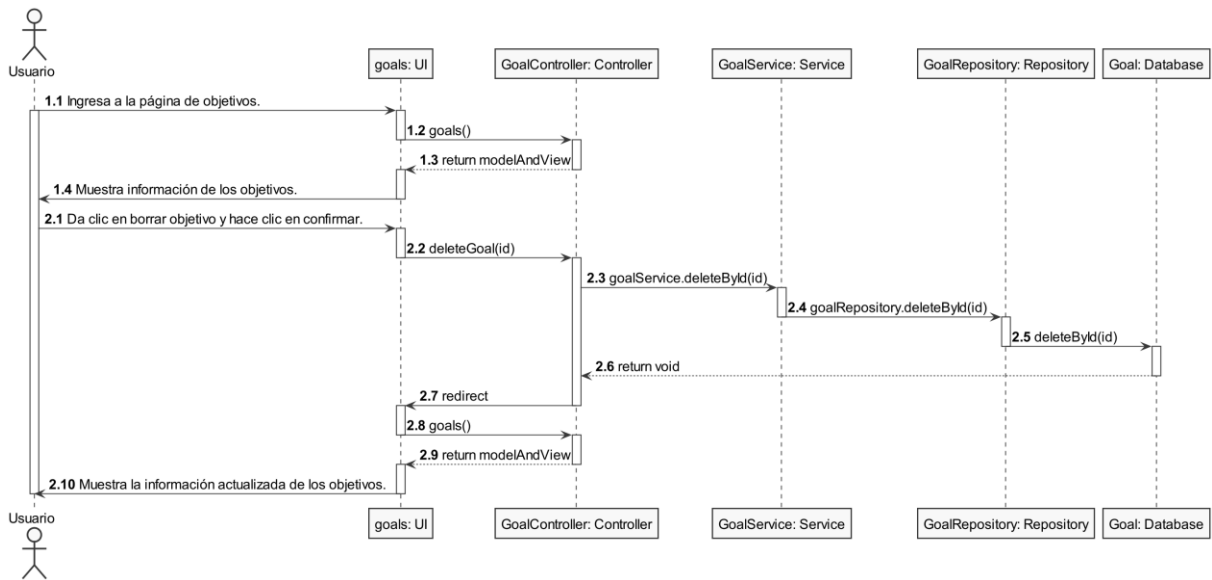 Usuario
goals: UI
GoalController: Controller
GoalService: Service
GoalRepository: Repository
Goal: Database
1.1 Ingresa a la página de objetivos.
1.2 goals()
1.3 return modelAndView
1.4 Muestra información de los objetivos.
2.1 Da clic en borrar objetivo y hace clic en confirmar.
2.2 deleteGoal(id)
2.3 goalService.deleteById(id)
2.4 goalRepository.deleteById(id)
2.5 deleteById(id)
2.6 return void
2.7 redirect
2.8 goals()
2.9 return modelAndView
2.10 Muestra la información actualizada de los objetivos.
Usuario
goals: UI
GoalController: Controller
GoalService: Service
GoalRepository: Repository
Goal: Database